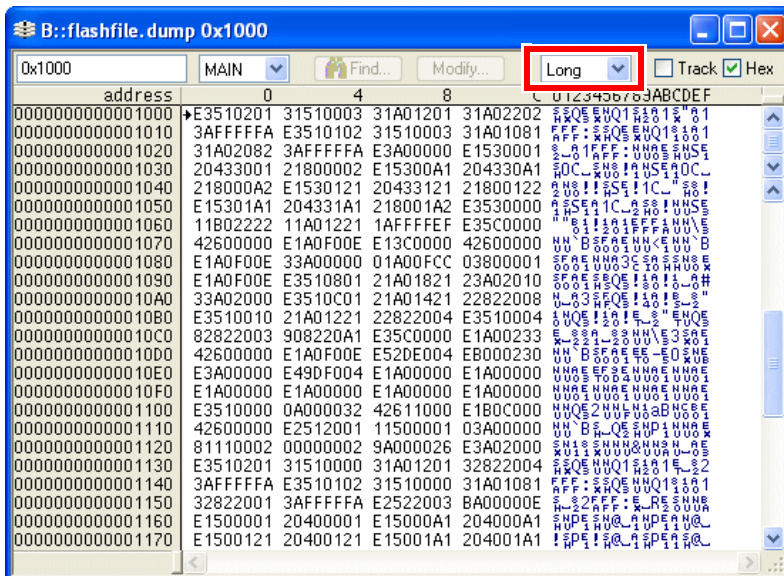 B::flashfile.dump 0x1000
0x1000 MAIN Find... Modify... Long Track Hex
address 0 4 8 C 0123456789ABCDEF
0000000000001000 E3510201 31510003 31A01201 31A02202
0000000000001010 3AFFFFFA E3510102 31510003 31A01081
0000000000001020 31A02082 3AFFFFFA E3A00000 E1530001
0000000000001030 20433001 21800002 E15300A1 204330A1
0000000000001040 218000A2 E1530121 20433121 21800122
0000000000001050 E15301A1 204331A1 218001A2 E3530000
0000000000001060 11B02222 11A01221 1AFFFFEF E35C0000
0000000000001070 42600000 E1A0F00E E13C0000 42600000
0000000000001080 E1A0F00E 33A00000 01A00FCC 03800001
0000000000001090 E1A0F00E E3510801 21A01821 23A02010
00000000000010A0 33A02000 E3510C01 21A01421 22822008
00000000000010B0 E3510010 21A01221 22822004 E3510004
00000000000010C0 82822003 908220A1 E35C0000 E1A00233
00000000000010D0 42600000 E1A0F00E E52DE004 EB000230
00000000000010E0 E3A00000 E49DF004 E1A00000 E1A00000
00000000000010F0 E1A00000 E1A00000 E1A00000 E1A00000
0000000000001100 E3510000 0A000032 42611000 E1B0C000
0000000000001110 42600000 E2512001 11500001 03A00000
0000000000001120 81110002 00000002 9A000026 E3A02000
0000000000001130 E3510201 31510000 31A01201 32822004
0000000000001140 3AFFFFFA E3510102 31510000 31A01081
0000000000001150 32822001 3AFFFFFA E2522003 BA00000E
0000000000001160 E1500001 20400001 E15000A1 204000A1
0000000000001170 E1500121 20400121 E15001A1 204001A1